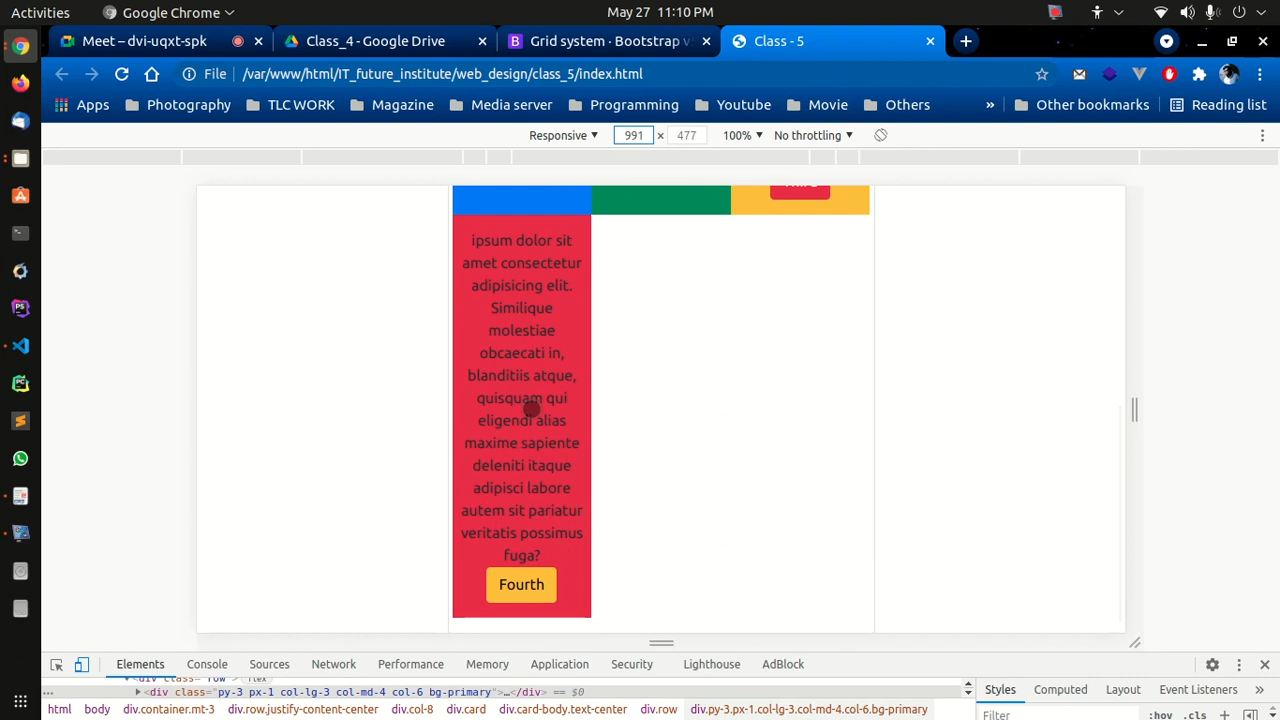 Activities Google Chrome May 27 11:10 PM
Meet – dvi-uqxt-spk Class_4 - Google Drive Grid system · Bootstrap v5 Class - 5
File /var/www/html/IT_future_institute/web_design/class_5/index.html
Apps Photography TLC WORK Magazine Media server Programming Youtube Movie Others » Other bookmarks Reading list
Responsive 991 × 477 100% No throttling
ipsum dolor sit
amet consectetur
adipisicing elit.
Similique
molestiae
obcaecati in,
blanditiis atque,
quisquam qui
eligendi alias
maxime sapiente
deleniti itaque
adipisci labore
autem sit pariatur
veritatis possimus
fuga?
Fourth
Elements Console Sources Network Performance Memory Application Security Lighthouse AdBlock
<div class="row"> flex
<div class="py-3 px-1 col-lg-3 col-md-4 col-6 bg-primary">…</div> == $0
Styles Computed Layout Event Listeners »
html body div.container.mt-3 div.row.justify-content-center div.col-8 div.card div.card-body.text-center div.row div.py-3.px-1.col-lg-3.col-md-4.col-6.bg-primary
Filter :hov .cls